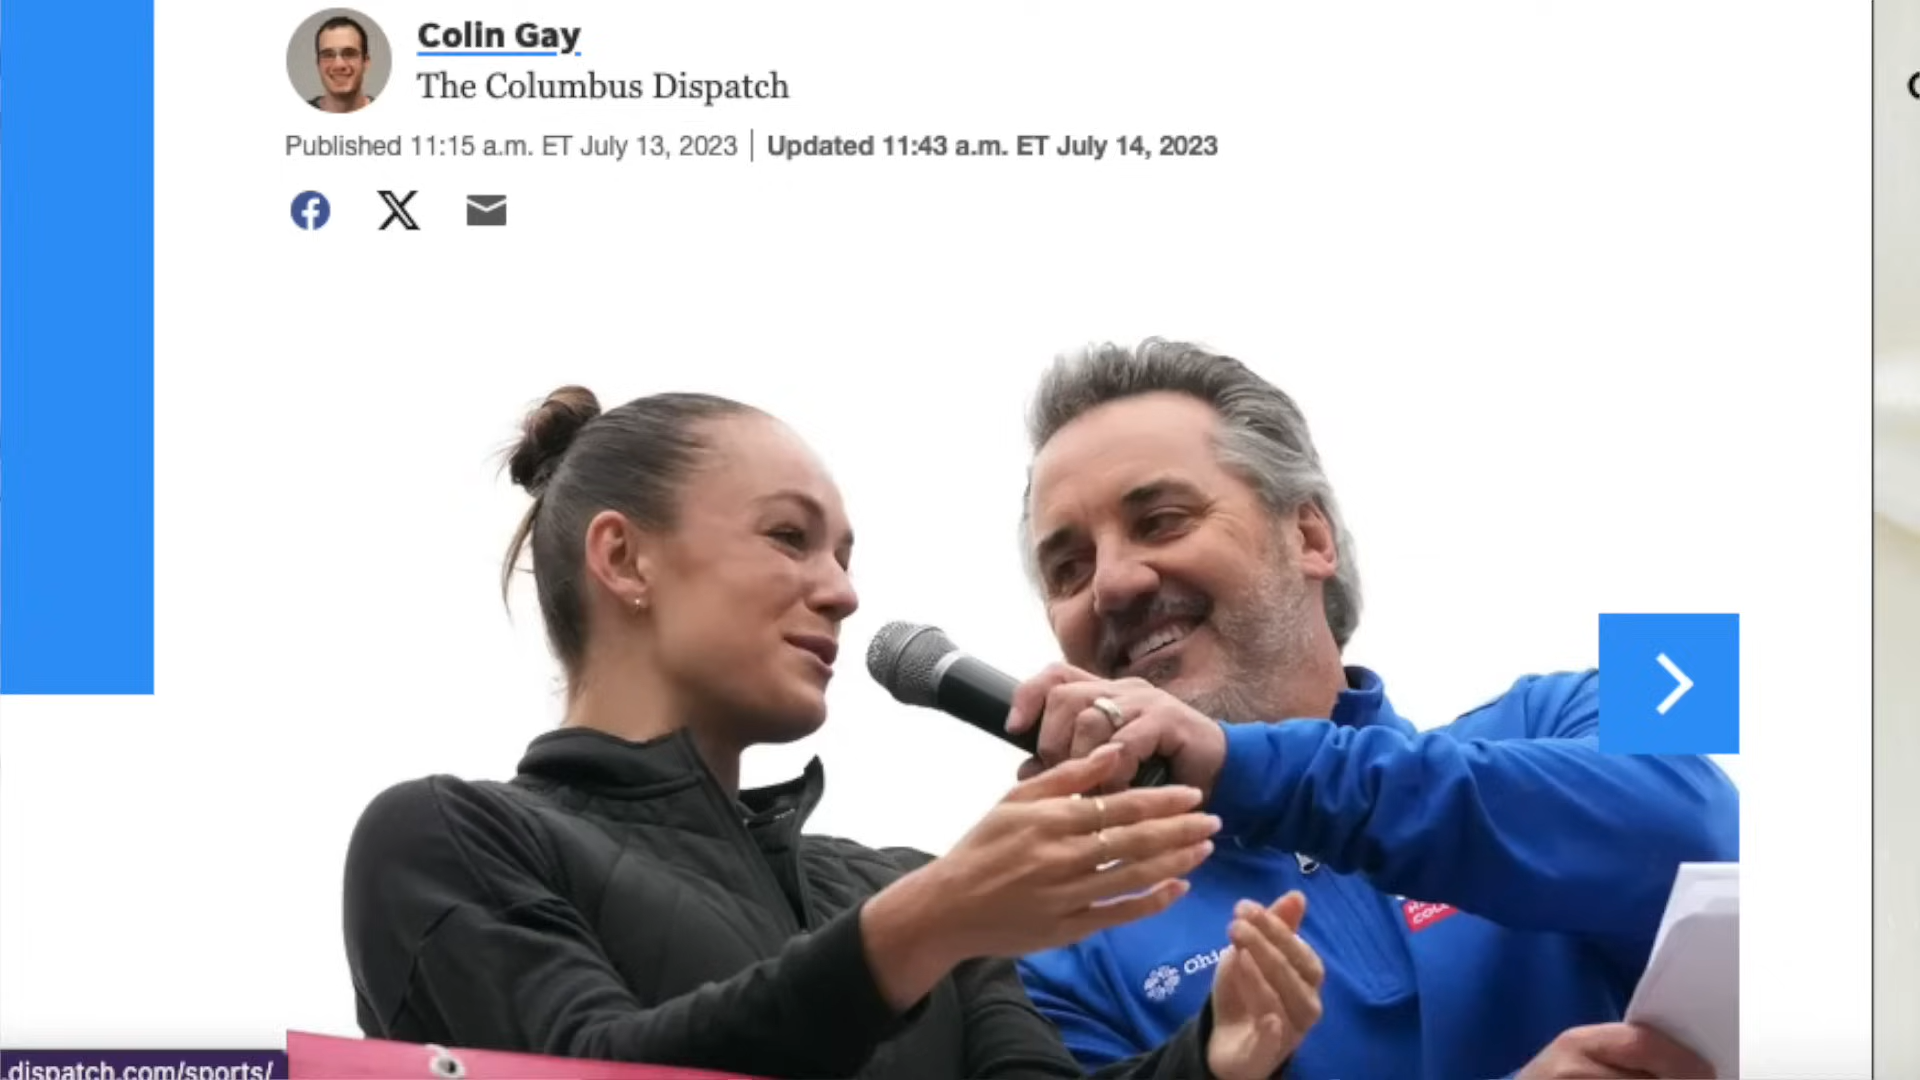 Colin Gay
The Columbus Dispatch
Published 11:15 a.m. ET July 13, 2023 | Updated 11:43 a.m. ET July 14, 2023
dispatch.com/sports/